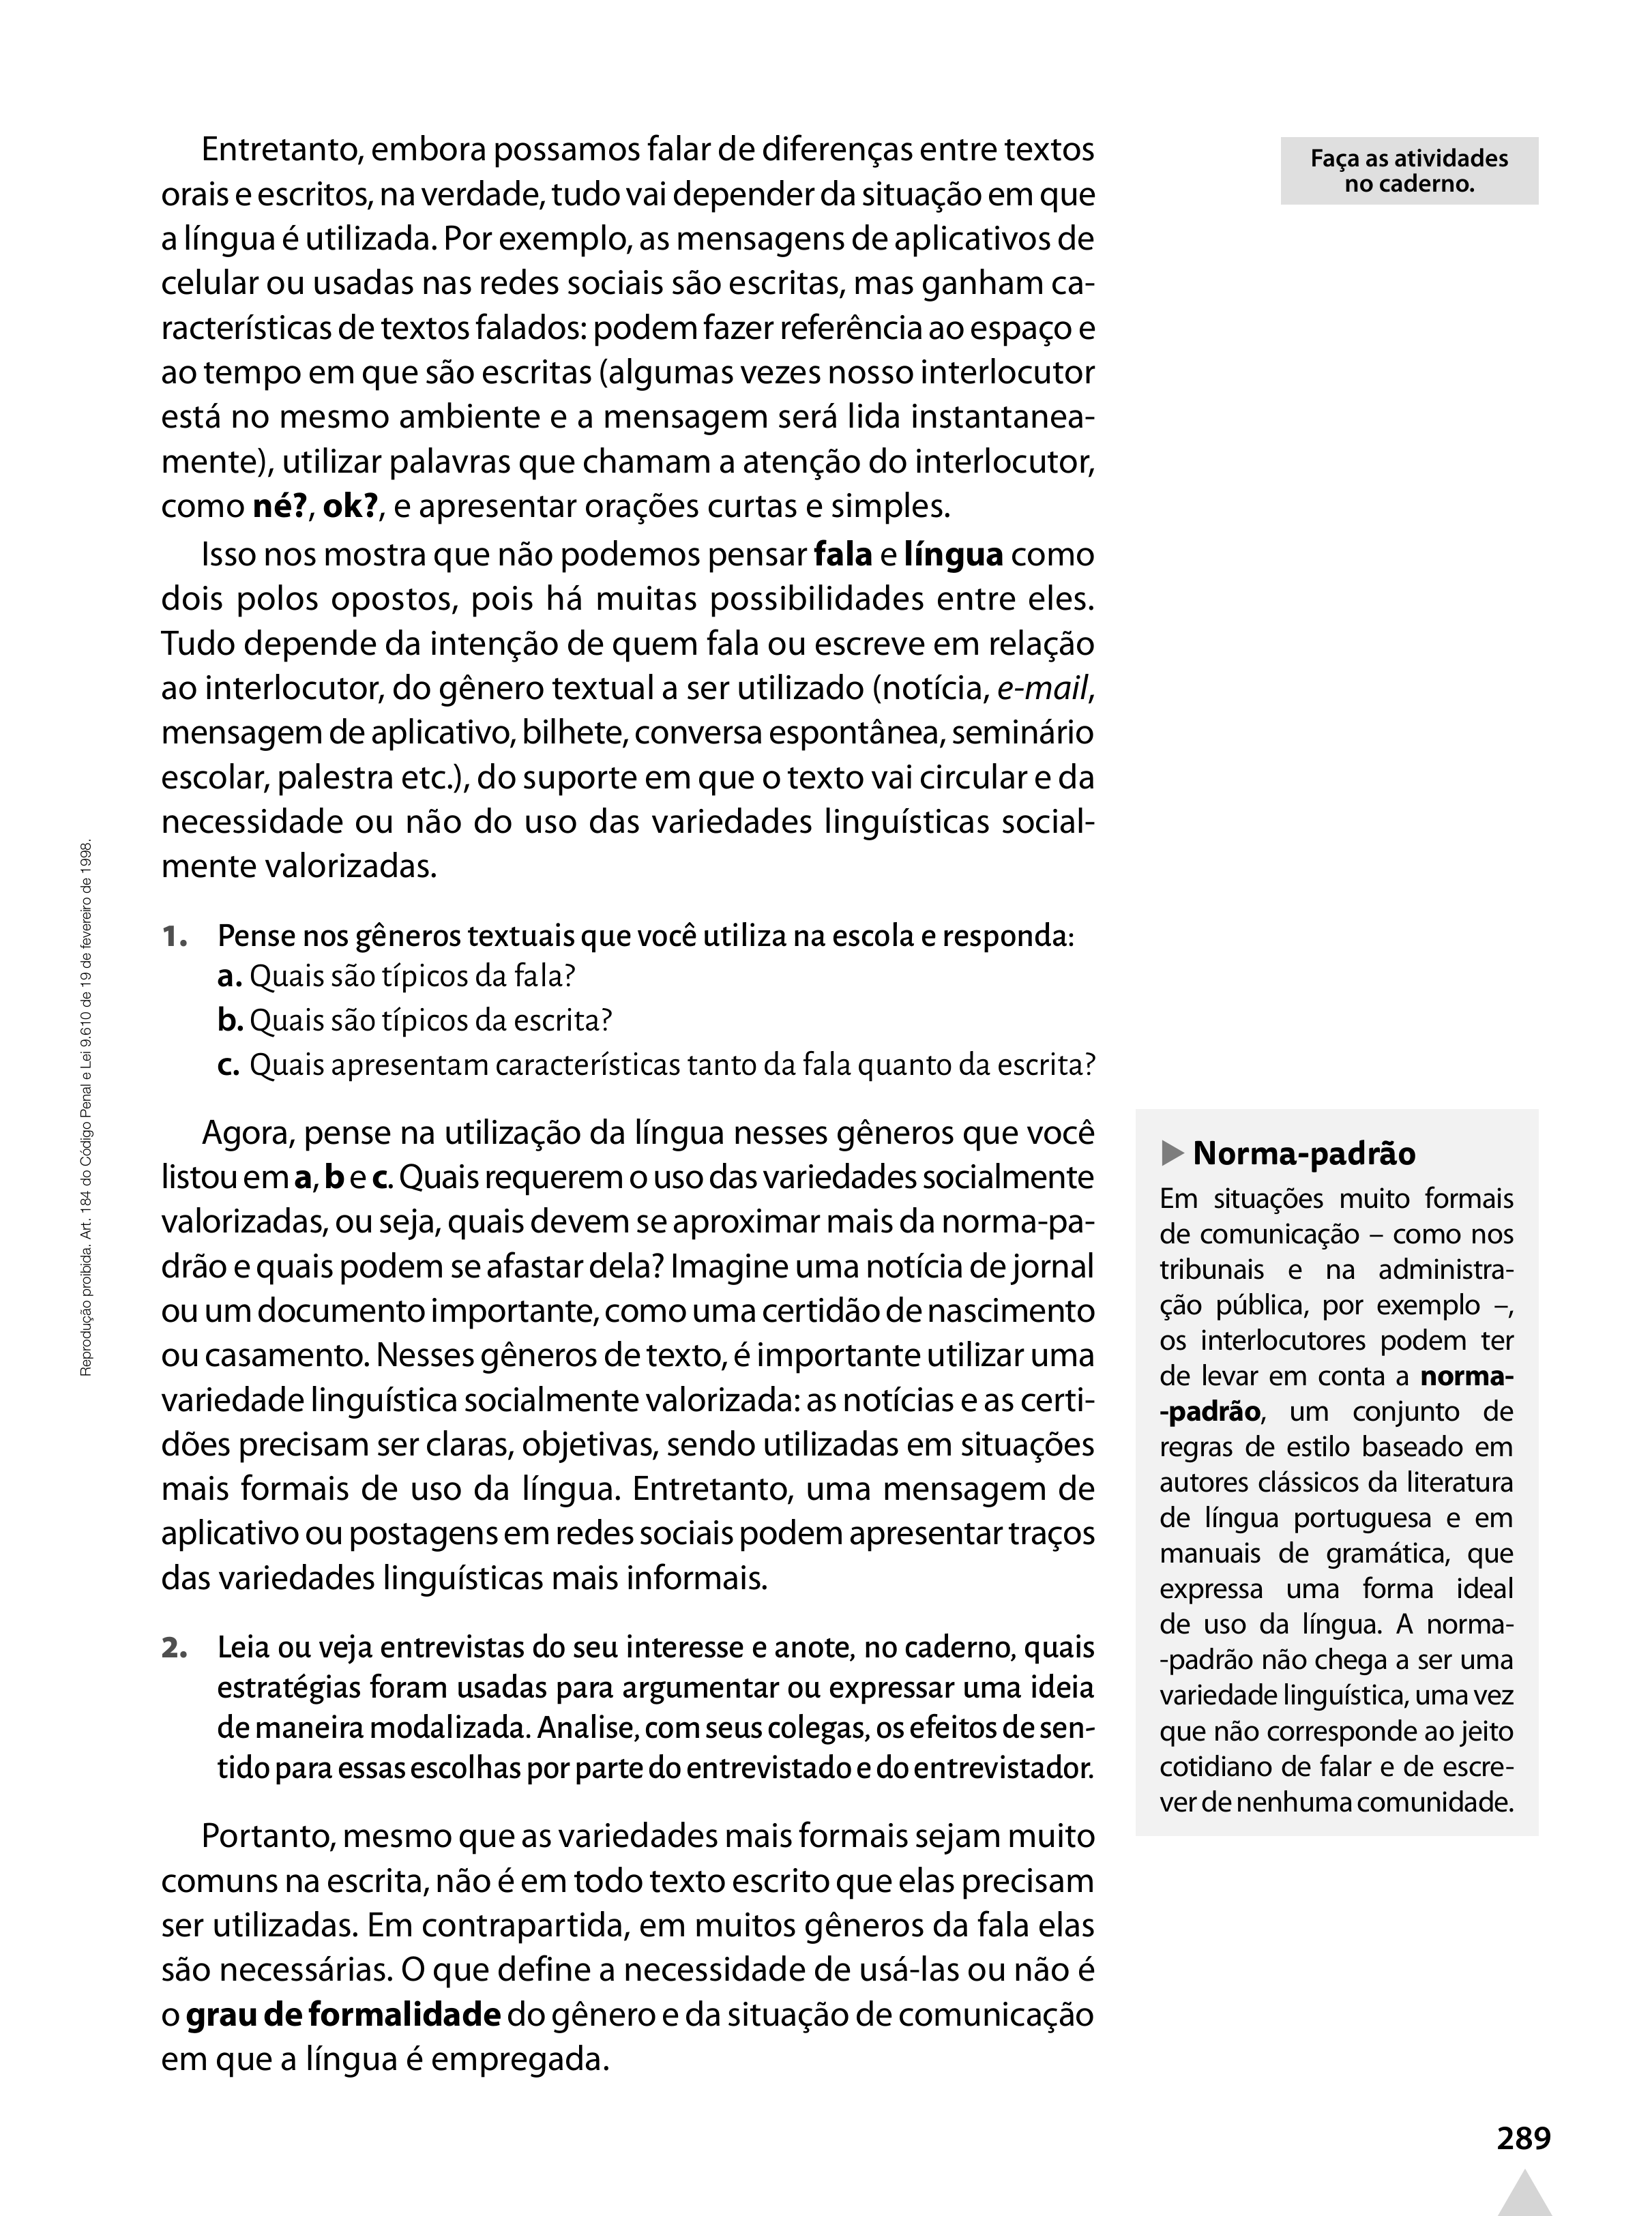 Entretanto, embora possamos falar de diferenças entre textos
orais e escritos, na verdade, tudo vai depender da situação em que
a língua é utilizada. Por exemplo, as mensagens de aplicativos de
celular ou usadas nas redes sociais são escritas, mas ganham ca-
racterísticas de textos falados: podem fazer referência ao espaço e
ao tempo em que são escritas (algumas vezes nosso interlocutor
está no mesmo ambiente e a mensagem será lida instantanea-
mente), utilizar palavras que chamam a atenção do interlocutor,
como né?, ok?, e apresentar orações curtas e simples.
Isso nos mostra que não podemos pensar fala e língua como
dois polos opostos, pois há muitas possibilidades entre eles.
Tudo depende da intenção de quem fala ou escreve em relação
ao interlocutor, do gênero textual a ser utilizado (notícia, e-mail,
mensagem de aplicativo, bilhete, conversa espontânea, seminário
escolar, palestra etc.), do suporte em que o texto vai circular e da
necessidade ou não do uso das variedades linguísticas social-
mente valorizadas.
1. Pense nos gêneros textuais que você utiliza na escola e responda:
a. Quais são típicos da fala?
b. Quais são típicos da escrita?
c. Quais apresentam características tanto da fala quanto da escrita?
Agora, pense na utilização da língua nesses gêneros que você
listou em a, b e c. Quais requerem o uso das variedades socialmente
valorizadas, ou seja, quais devem se aproximar mais da norma-pa-
drão e quais podem se afastar dela? Imagine uma notícia de jornal
ou um documento importante, como uma certidão de nascimento
ou casamento. Nesses gêneros de texto, é importante utilizar uma
variedade linguística socialmente valorizada: as notícias e as certi-
dões precisam ser claras, objetivas, sendo utilizadas em situações
mais formais de uso da língua. Entretanto, uma mensagem de
aplicativo ou postagens em redes sociais podem apresentar traços
das variedades linguísticas mais informais.
2. Leia ou veja entrevistas do seu interesse e anote, no caderno, quais
estratégias foram usadas para argumentar ou expressar uma ideia
de maneira modalizada. Analise, com seus colegas, os efeitos de sen-
tido para essas escolhas por parte do entrevistado e do entrevistador.
Portanto, mesmo que as variedades mais formais sejam muito
comuns na escrita, não é em todo texto escrito que elas precisam
ser utilizadas. Em contrapartida, em muitos gêneros da fala elas
são necessárias. O que define a necessidade de usá-las ou não é
o grau de formalidade do gênero e da situação de comunicação
em que a língua é empregada.
Faça as atividades
no caderno.
Norma-padrão
Em situações muito formais
de comunicação – como nos
tribunais e na administra-
ção pública, por exemplo –,
os interlocutores podem ter
de levar em conta a norma-
-padrão, um conjunto de
regras de estilo baseado em
autores clássicos da literatura
de língua portuguesa e em
manuais de gramática, que
expressa uma forma ideal
de uso da língua. A norma-
-padrão não chega a ser uma
variedade linguística, uma vez
que não corresponde ao jeito
cotidiano de falar e de escre-
ver de nenhuma comunidade.
Reprodução proibida. Art. 184 do Código Penal e Lei 9.610 de 19 de fevereiro de 1998.
289